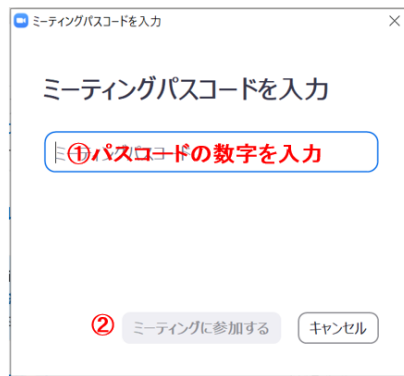 ミーティングパスコードを入力
ミーティングパスコードを入力
①パスコードの数字を入力
② ミーティングに参加する キャンセル